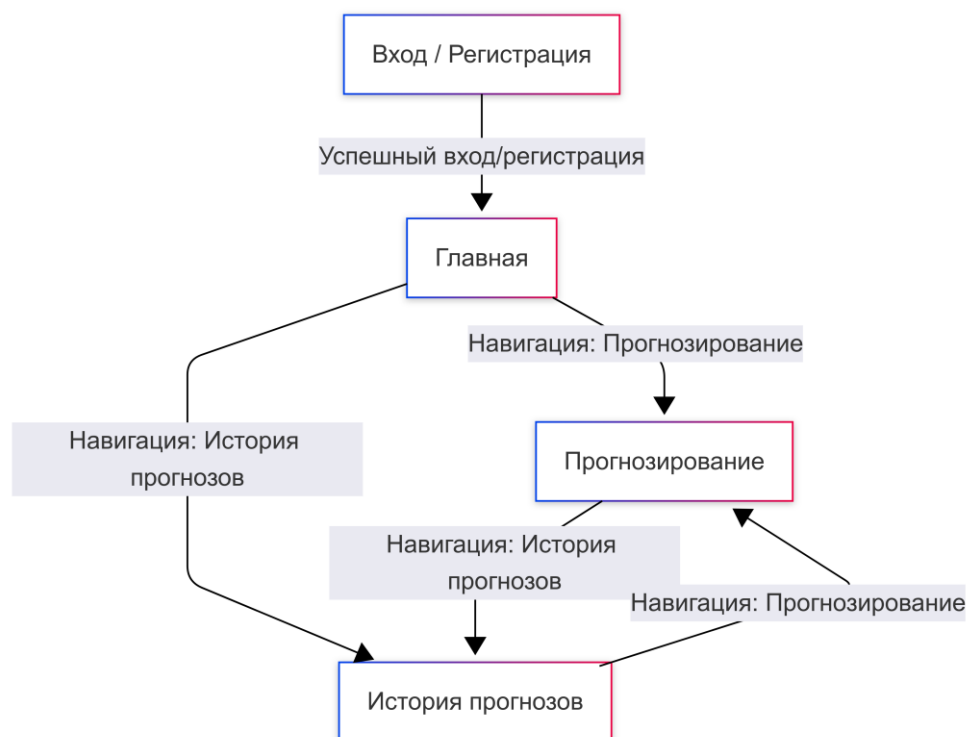 Вход / Регистрация
Успешный вход/регистрация
Главная
Навигация: Прогнозирование
Навигация: История
прогнозов
Прогнозирование
Навигация: История
прогнозов
Навигация: Прогнозирование
История прогнозов